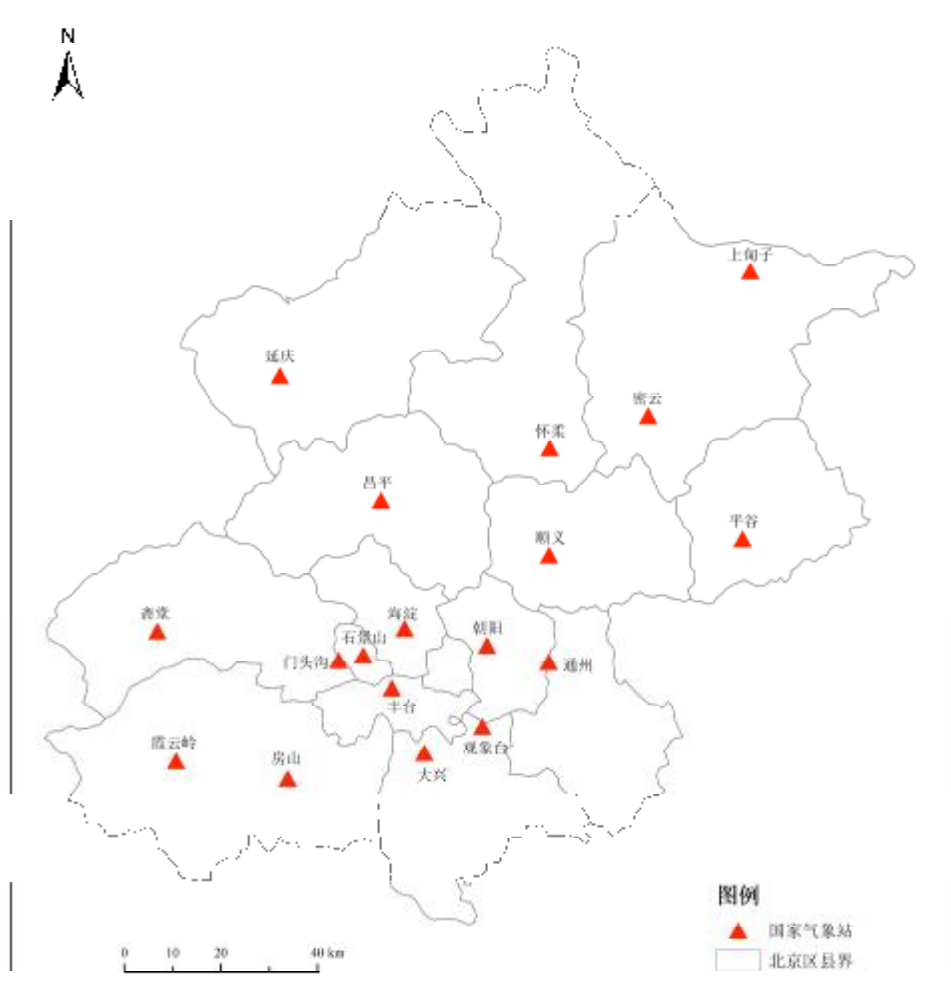 N
上甸子
延庆
密云
怀柔
昌平
平谷
顺义
斋堂
海淀
朝阳
石景山
门头沟
通州
丰台
霞云岭
观象台
房山
大兴
图例
国家气象站
北京区县界
0 10 20 40 km